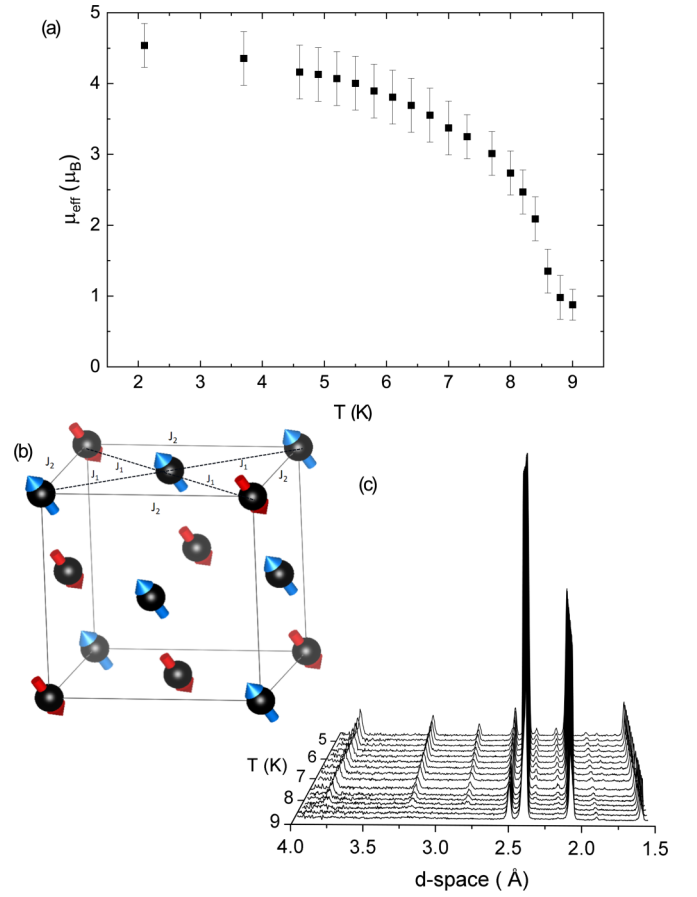 (a)
5
4
3
2
1
0
μeff (μB)
2 3 4 5 6 7 8 9
T (K)
(b)
J2
J2 J1 J1 J1 J2
J1
J2
(c)
5
6
7
8
9
T (K)
4.0 3.5 3.0 2.5 2.0 1.5
d-space ( Å)